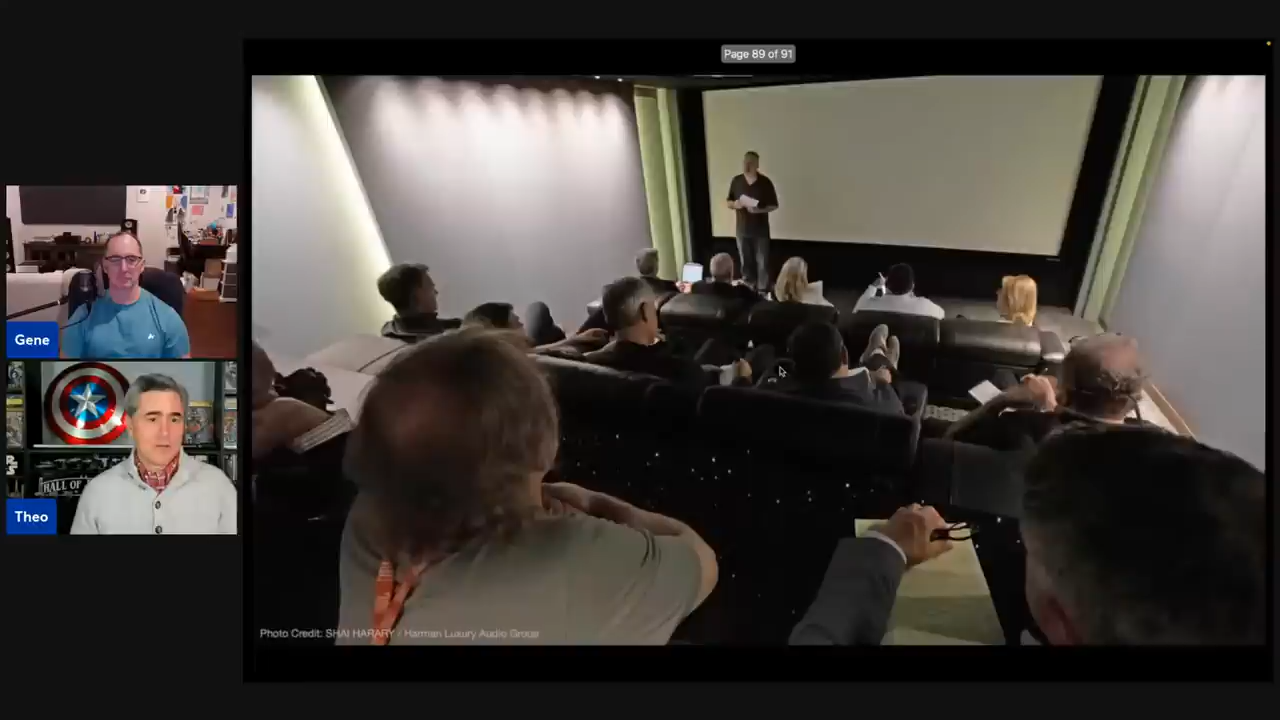 Page 89 of 91
Gene
HALL OF
Theo
Photo Credit: SHAI HARARY / Harman Luxury Audio Group